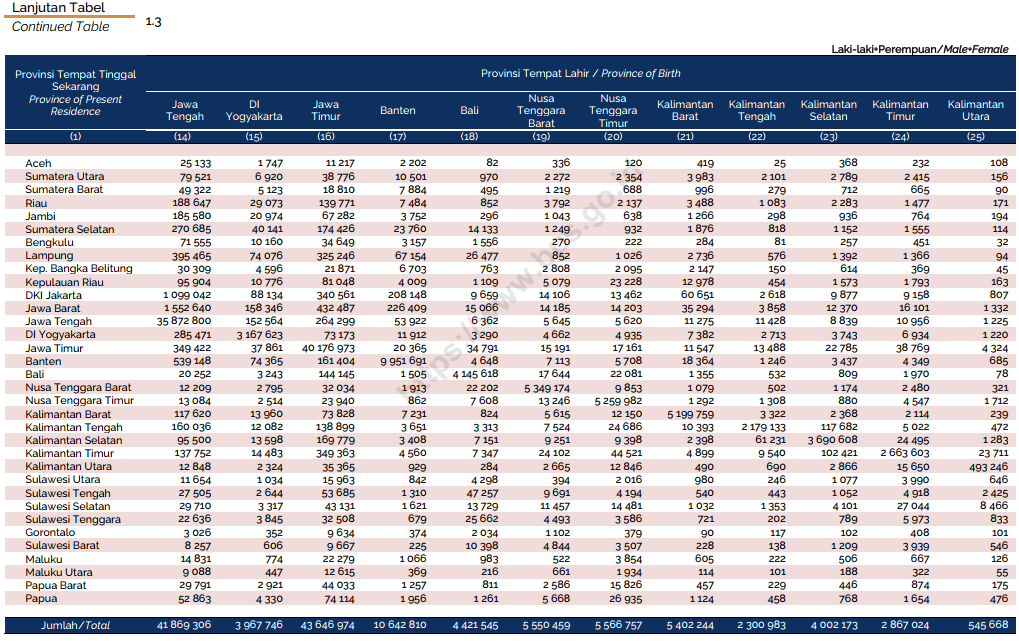 Lanjutan Tabel
Continued Table 1.3
Laki-laki+Perempuan/Male+Female
Provinsi Tempat Tinggal Sekarang Province of Present Residence Provinsi Tempat Lahir / Province of Birth
Jawa Tengah DI Yogyakarta Jawa Timur Banten Bali Nusa Tenggara Barat Nusa Tenggara Timur Kalimantan Barat Kalimantan Tengah Kalimantan Selatan Kalimantan Timur Kalimantan Utara
(1) (14) (15) (16) (17) (18) (19) (20) (21) (22) (23) (24) (25)
Aceh 25 133 1 747 11 217 2 202 82 336 120 419 25 368 232 108
Sumatera Utara 79 521 6 920 38 776 10 501 970 2 272 2 354 3 983 2 101 2 789 2 415 156
Sumatera Barat 49 322 5 123 18 810 7 884 495 1 219 688 996 279 712 665 90
Riau 188 647 29 073 139 771 7 484 852 3 792 2 137 3 488 1 083 2 283 1 477 171
Jambi 185 580 20 974 67 282 3 752 296 1 043 638 1 266 298 936 764 194
Sumatera Selatan 270 685 40 141 174 426 23 760 14 133 1 249 932 1 876 818 1 152 1 555 114
Bengkulu 71 555 10 160 34 649 3 157 1 556 270 222 284 81 257 451 32
Lampung 395 465 74 076 325 246 67 154 26 477 852 1 026 2 736 576 1 392 1 366 94
Kep. Bangka Belitung 30 309 4 596 21 871 6 703 763 2 808 2 095 2 147 150 614 369 45
Kepulauan Riau 95 904 10 776 81 048 4 009 1 109 5 079 23 228 12 978 454 1 573 1 793 163
DKI Jakarta 1 099 042 88 134 340 561 208 148 9 659 14 106 13 462 60 651 2 618 9 877 9 158 807
Jawa Barat 1 552 640 158 346 432 487 226 409 15 066 14 185 14 203 35 294 3 858 12 370 16 101 1 332
Jawa Tengah 35 872 800 152 564 264 299 53 922 6 362 5 645 5 620 11 275 11 428 8 839 10 956 1 225
DI Yogyakarta 285 471 3 167 623 73 173 11 912 3 290 4 662 4 935 7 382 2 713 3 743 6 934 1 220
Jawa Timur 349 422 37 861 40 176 973 20 365 34 791 15 191 17 161 11 547 13 488 22 785 38 769 4 324
Banten 539 148 74 365 161 404 9 951 691 4 648 7 113 5 708 18 364 1 246 3 437 4 349 685
Bali 20 252 3 243 144 145 1 505 4 145 618 17 644 22 081 1 355 532 809 1 970 78
Nusa Tenggara Barat 12 209 2 795 32 034 1 913 22 202 5 349 174 9 853 1 079 502 1 174 2 480 321
Nusa Tenggara Timur 13 084 2 514 23 940 862 7 608 13 246 5 259 982 1 292 1 308 880 4 547 1 712
Kalimantan Barat 117 620 13 960 73 828 7 231 824 5 615 12 150 5 199 759 3 322 2 368 2 114 239
Kalimantan Tengah 160 036 12 082 138 899 3 651 3 313 7 524 24 686 10 393 2 179 133 117 682 5 022 472
Kalimantan Selatan 95 500 13 598 169 779 3 408 7 151 9 251 9 398 2 398 61 231 3 690 608 24 495 1 283
Kalimantan Timur 137 752 14 483 349 363 4 560 7 347 24 102 44 521 4 899 9 540 102 421 2 663 603 23 711
Kalimantan Utara 12 848 2 324 35 365 929 284 2 665 12 846 490 690 2 866 15 650 493 246
Sulawesi Utara 11 654 1 034 15 963 842 4 298 394 2 016 980 246 1 077 3 990 646
Sulawesi Tengah 27 505 2 644 53 685 1 310 47 257 9 691 4 194 540 443 1 052 4 918 2 425
Sulawesi Selatan 29 710 3 317 43 131 1 621 13 729 11 457 14 481 1 032 1 353 4 101 27 044 8 466
Sulawesi Tenggara 22 636 3 845 32 508 679 25 662 4 493 3 586 721 202 789 5 973 833
Gorontalo 3 026 352 9 634 374 2 034 1 102 379 90 117 102 408 101
Sulawesi Barat 8 257 606 9 667 225 10 398 4 844 3 507 228 138 1 209 3 939 546
Maluku 14 831 774 22 279 1 066 983 522 3 854 605 222 506 667 126
Maluku Utara 9 088 447 12 615 369 216 661 1 934 114 101 188 322 55
Papua Barat 29 791 2 921 44 033 1 257 811 2 586 15 826 457 229 446 874 175
Papua 52 863 4 330 74 114 1 956 1 261 5 668 26 935 1 124 458 768 1 654 476
Jumlah/Total 41 869 306 3 967 746 43 646 974 10 642 810 4 421 545 5 550 459 5 566 757 5 402 244 2 300 983 4 002 173 2 867 024 545 668
https://www.bps.go.id